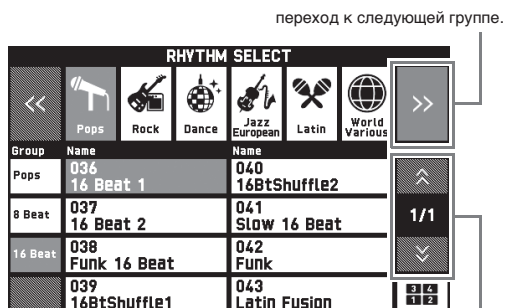 переход к следующей группе.
RHYTHM SELECT
<<
>>
Pops
Rock
Dance
Jazz European
Latin
World Various
Group
Name
Name
Pops
036
16 Beat 1
040
16BtShuffle2
8 Beat
037
16 Beat 2
041
Slow 16 Beat
1/1
16 Beat
038
Funk 16 Beat
042
Funk
039
16BtShuffle1
043
Latin Fusion
3 4
1 2